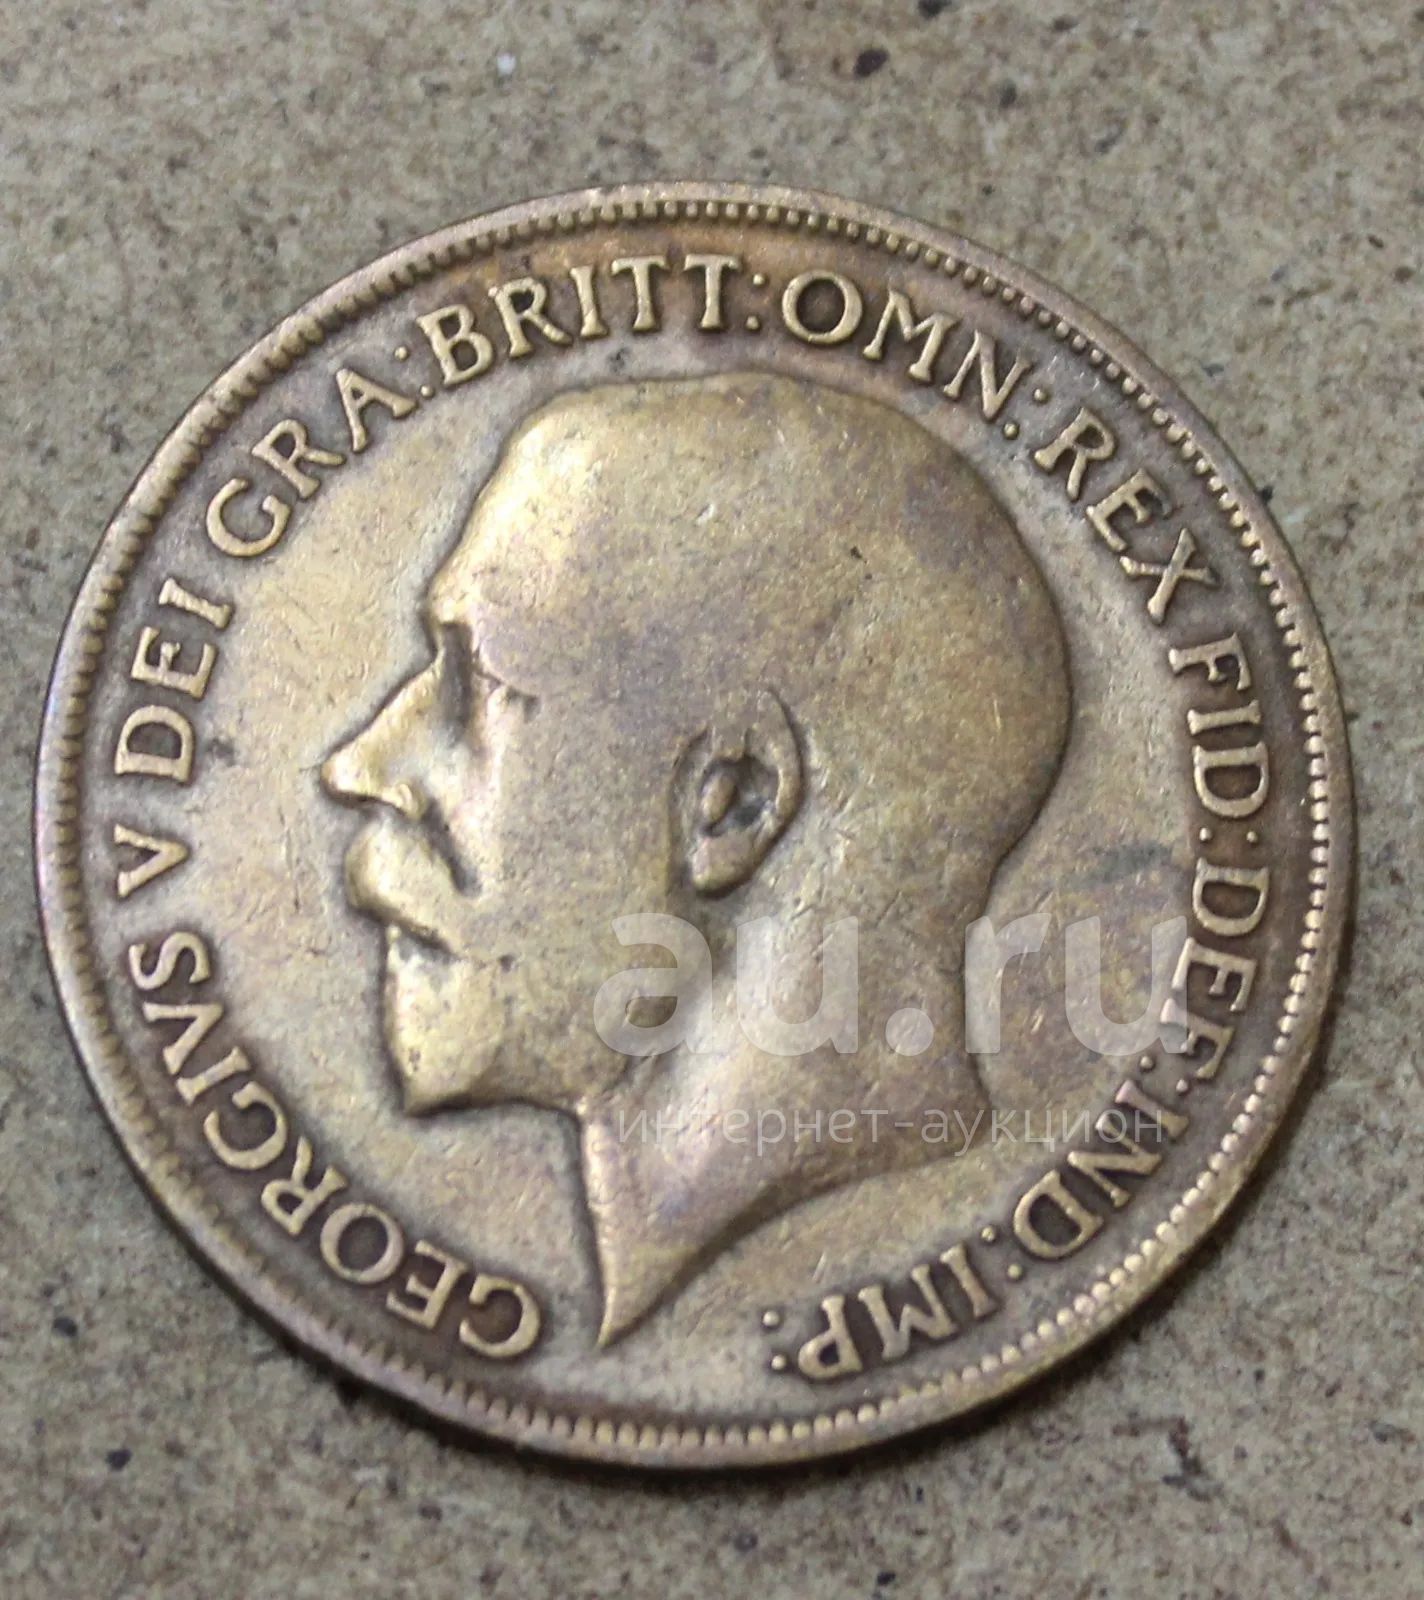 GEORGIVS V DEI GRA: BRITT: OMN: REX FID: DEF: IND: IMP:
au.ru
интернет-аукцион